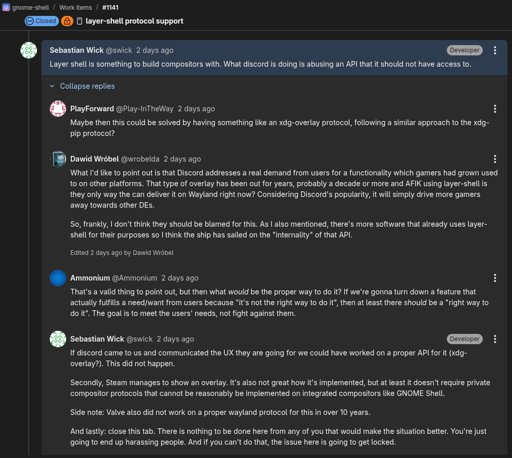 gnome-shell / Work items / #1141
Closed layer-shell protocol support
Sebastian Wick @swick 2 days ago Developer
Layer shell is something to build compositors with. What discord is doing is abusing an API that it should not have access to.
Collapse replies
PlayForward @Play-InTheWay 2 days ago
Maybe then this could be solved by having something like an xdg-overlay protocol, following a similar approach to the xdg-
pip protocol?
Dawid Wróbel @wrobelda 2 days ago
What I'd like to point out is that Discord addresses a real demand from users for a functionality which gamers had grown used
to on other platforms. That type of overlay has been out for years, probably a decade or more and AFIK using layer-shell is
they only way the can deliver it on Wayland right now? Considering Discord's popularity, it will simply drive more gamers
away towards other DEs.
So, frankly, I don't think they should be blamed for this. As I also mentioned, there's more software that already uses layer-
shell for their purposes so I think the ship has sailed on the "internality" of that API.
Edited 2 days ago by Dawid Wróbel
Ammonium @Ammonium 2 days ago
That's a valid thing to point out, but then what would be the proper way to do it? If we're gonna turn down a feature that
actually fulfills a need/want from users because "it's not the right way to do it", then at least there should be a "right way to
do it". The goal is to meet the users' needs, not fight against them.
Sebastian Wick @swick 2 days ago Developer
If discord came to us and communicated the UX they are going for we could have worked on a proper API for it (xdg-
overlay?). This did not happen.
Secondly, Steam manages to show an overlay. It's also not great how it's implemented, but at least it doesn't require private
compositor protocols that cannot be reasonably be implemented on integrated compositors like GNOME Shell.
Side note: Valve also did not work on a proper wayland protocol for this in over 10 years.
And lastly: close this tab. There is nothing to be done here from any of you that would make the situation better. You're just
going to end up harassing people. And if you can't do that, the issue here is going to get locked.